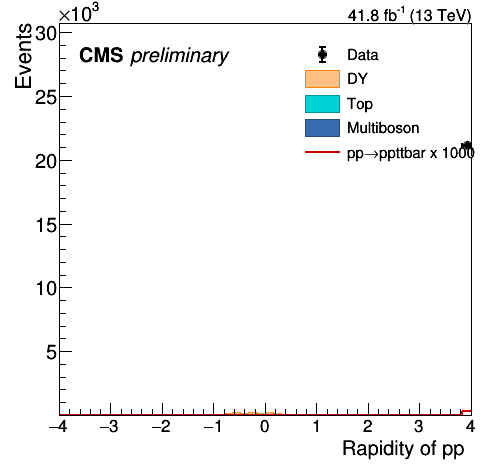 ×10³
41.8 fb⁻¹ (13 TeV)
Events
CMS preliminary
Data
DY
Top
Multiboson
pp→ppttbar x 1000
30
25
20
15
10
5
−4 −3 −2 −1 0 1 2 3 4
Rapidity of pp